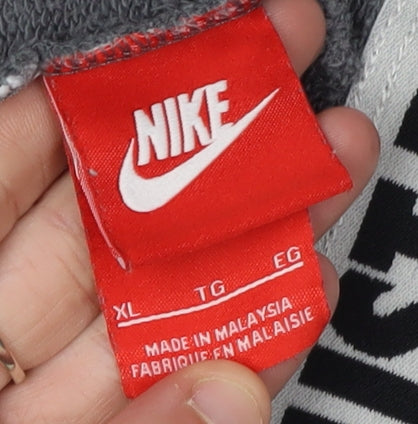 NIKE
XL TG EG
MADE IN MALAYSIA
FABRIQUE EN MALAISIE